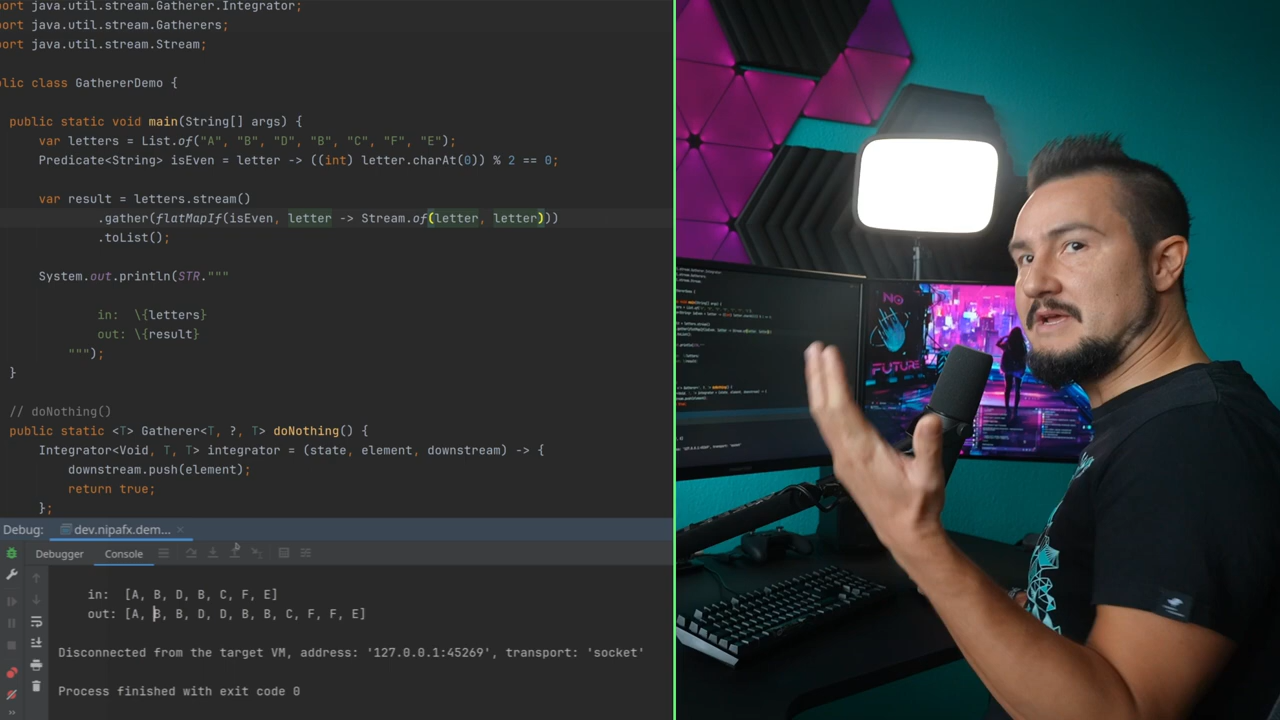 ort java.util.stream.Gatherer.Integrator;
ort java.util.stream.Gatherers;
ort java.util.stream.Stream;
lic class GathererDemo {
public static void main(String[] args) {
var letters = List.of("A", "B", "D", "B", "C", "F", "E");
Predicate<String> isEven = letter -> ((int) letter.charAt(0)) % 2 == 0;
var result = letters.stream()
.gather(flatMapIf(isEven, letter -> Stream.of(letter, letter)))
.toList();
System.out.println(STR."""
in:  \{letters}
out: \{result}
""");
}
// doNothing()
public static <T> Gatherer<T, ?, T> doNothing() {
Integrator<Void, T, T> integrator = (state, element, downstream) -> {
downstream.push(element);
return true;
};
Debug: dev.nipafx.dem...
Debugger Console
in:  [A, B, D, B, C, F, E]
out: [A, B, B, D, D, B, B, C, F, F, E]
Disconnected from the target VM, address: '127.0.0.1:45269', transport: 'socket'
Process finished with exit code 0
NO
FUTURE